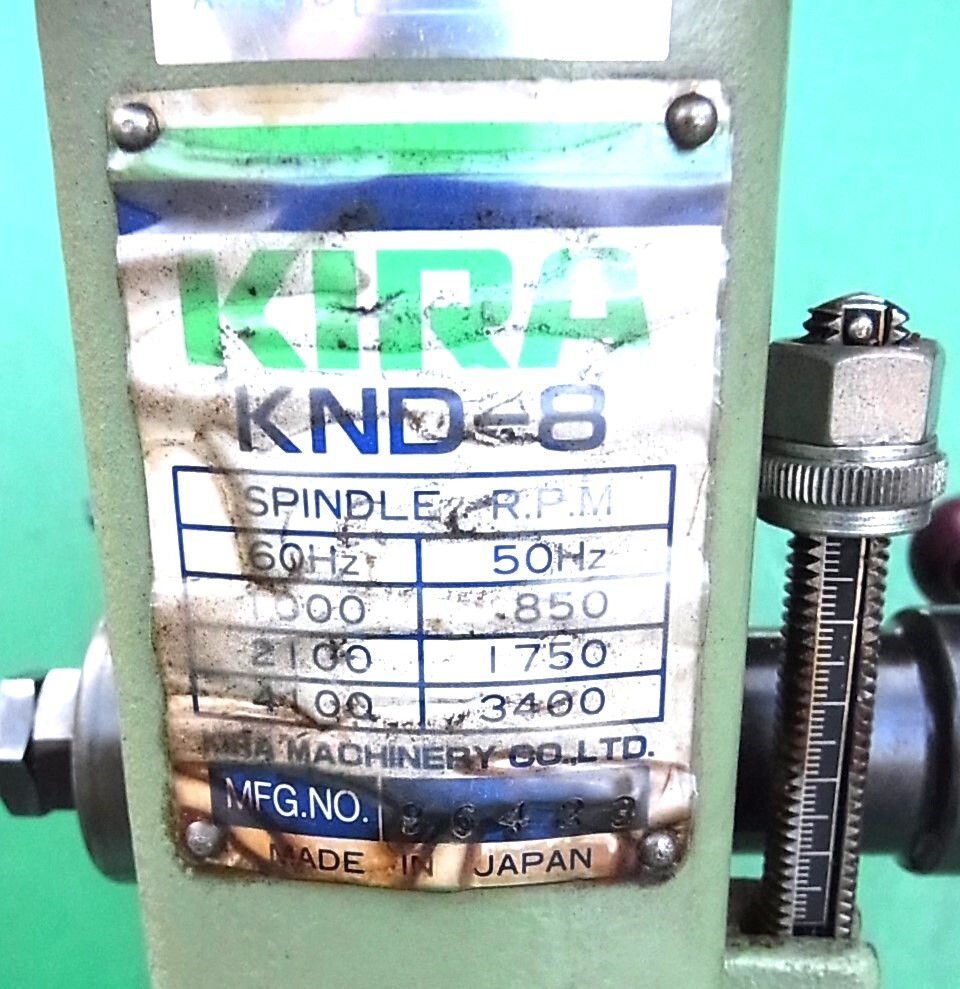 KIRA
KND-8
SPINDLE R.P.M
60Hz 50Hz
1000 850
2100 1750
4100 3400
KIRA MACHINERY CO.,LTD.
MFG.NO.
MADE IN JAPAN